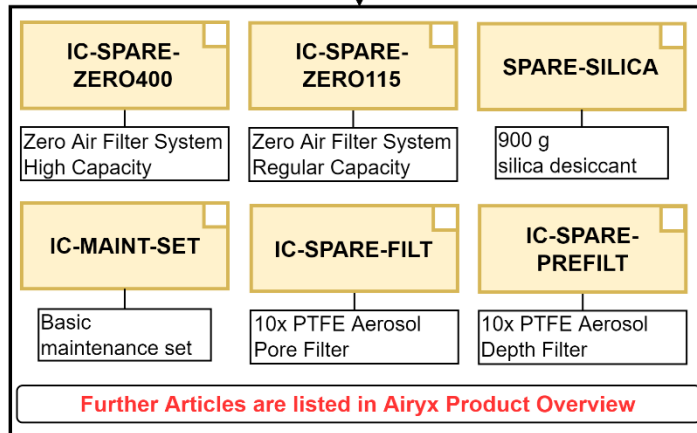 IC-SPARE-
ZERO400
IC-SPARE-
ZERO115
SPARE-SILICA
Zero Air Filter System
High Capacity
Zero Air Filter System
Regular Capacity
900 g
silica desiccant
IC-MAINT-SET
IC-SPARE-FILT
IC-SPARE-
PREFILT
Basic
maintenance set
10x PTFE Aerosol
Pore Filter
10x PTFE Aerosol
Depth Filter
Further Articles are listed in Airyx Product Overview